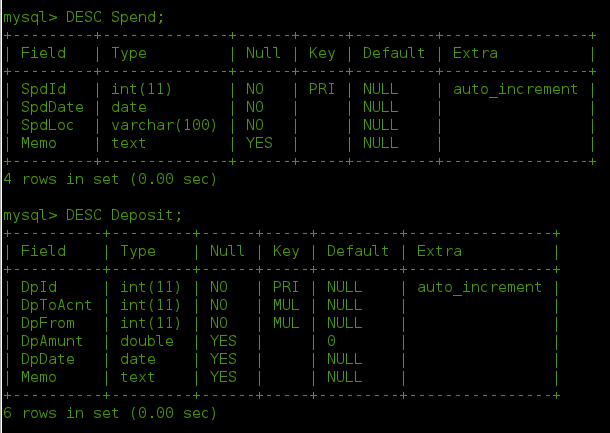 mysql> DESC Spend;
+---------+--------------+------+-----+---------+----------------+
| Field   | Type         | Null | Key | Default | Extra          |
+---------+--------------+------+-----+---------+----------------+
| SpdId   | int(11)      | NO   | PRI | NULL    | auto_increment |
| SpdDate | date         | NO   |     | NULL    |                |
| SpdLoc  | varchar(100) | NO   |     | NULL    |                |
| Memo    | text         | YES  |     | NULL    |                |
+---------+--------------+------+-----+---------+----------------+
4 rows in set (0.00 sec)

mysql> DESC Deposit;
+----------+---------+------+-----+---------+----------------+
| Field    | Type    | Null | Key | Default | Extra          |
+----------+---------+------+-----+---------+----------------+
| DpId     | int(11) | NO   | PRI | NULL    | auto_increment |
| DpToAcnt | int(11) | NO   | MUL | NULL    |                |
| DpFrom   | int(11) | NO   | MUL | NULL    |                |
| DpAmunt  | double  | YES  |     | 0       |                |
| DpDate   | date    | YES  |     | NULL    |                |
| Memo     | text    | YES  |     | NULL    |                |
+----------+---------+------+-----+---------+----------------+
6 rows in set (0.00 sec)